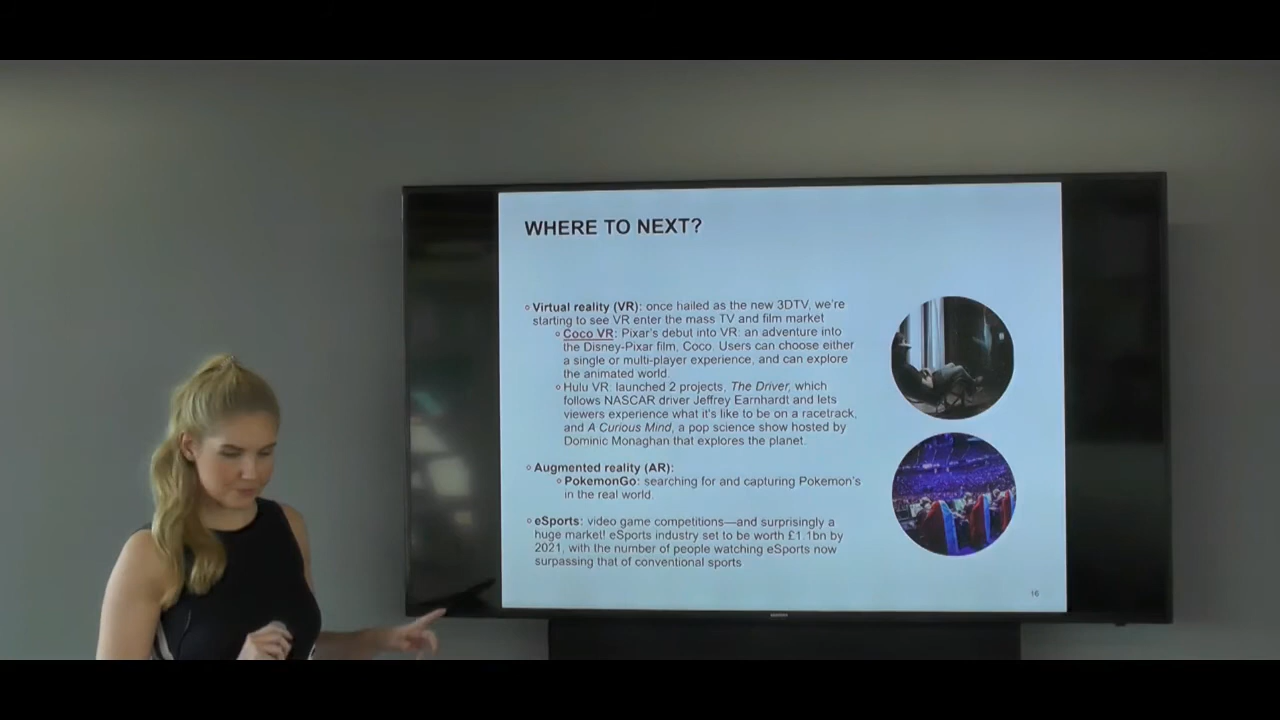 WHERE TO NEXT?
Virtual reality (VR): once hailed as the new 3DTV, we're
starting to see VR enter the mass TV and film market
Coco VR: Pixar's debut into VR: an adventure into
the Disney-Pixar film, Coco. Users can choose either
a single or multi-player experience, and can explore
the animated world.
Hulu VR: launched 2 projects, The Driver, which
follows NASCAR driver Jeffrey Earnhardt and lets
viewers experience what it's like to be on a racetrack,
and A Curious Mind, a pop science show hosted by
Dominic Monaghan that explores the planet.
Augmented reality (AR):
PokemonGo: searching for and capturing Pokemon's
in the real world.
eSports: video game competitions—and surprisingly a
huge market! eSports industry set to be worth £1.1bn by
2021, with the number of people watching eSports now
surpassing that of conventional sports
16